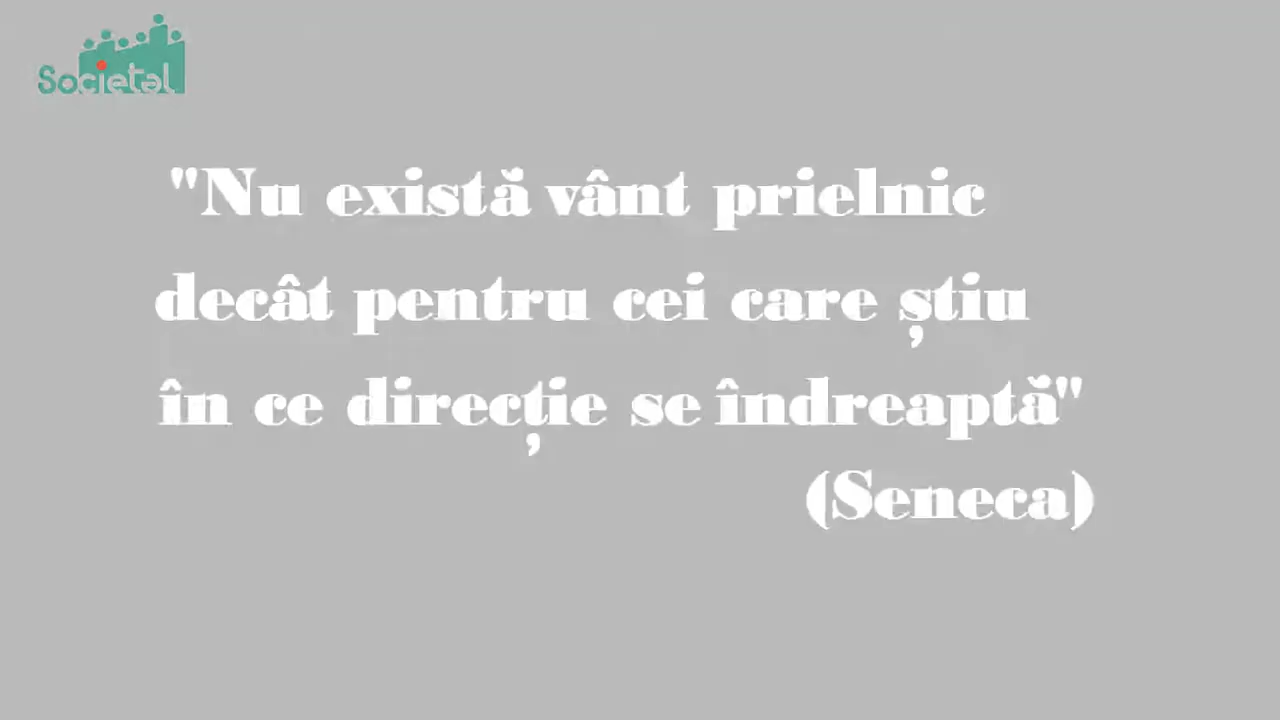 Societal
"Nu există vânt prielnic
decât pentru cei care știu
în ce direcție se îndreaptă"
(Seneca)